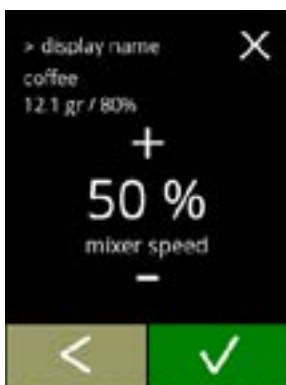 > display name
coffee
12.1 gr / 80%
+
50 %
mixer speed
-
<